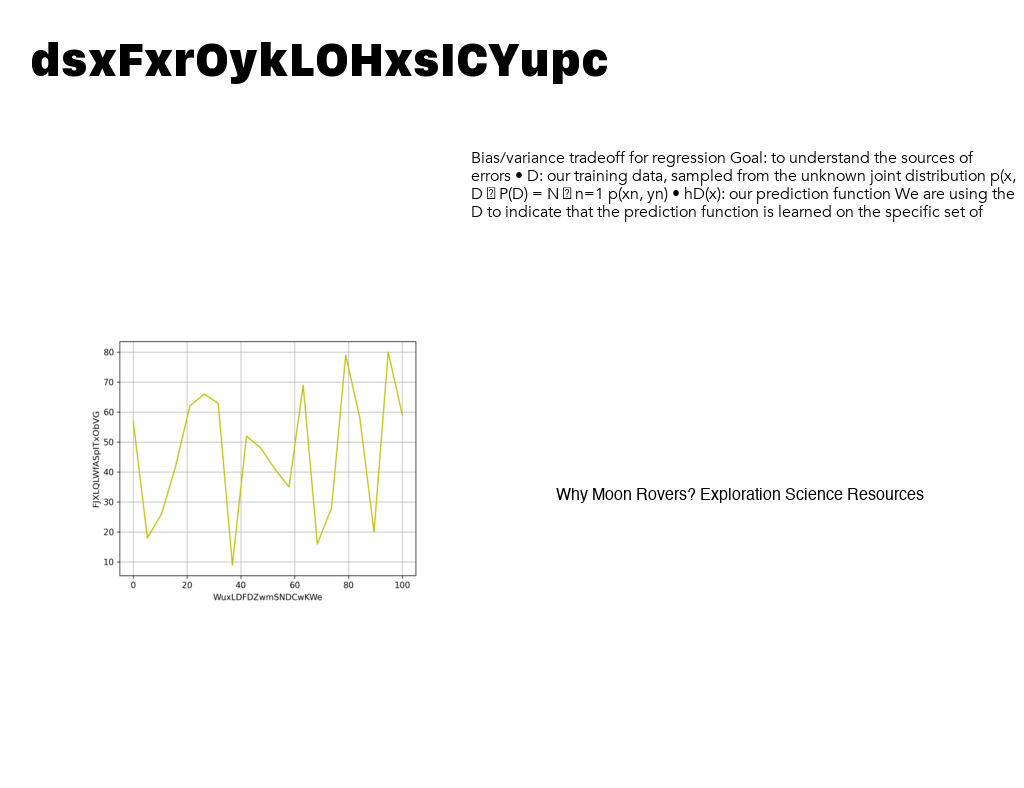 dsxFxrOykLOHxsICYupc
Bias/variance tradeoff for regression Goal: to understand the sources of
errors • D: our training data, sampled from the unknown joint distribution p(x,
D ⍰ P(D) = N ⍰ n=1 p(xn, yn) • hD(x): our prediction function We are using the
D to indicate that the prediction function is learned on the specific set of
80
70
60
50
40
30
20
10
FJXLQLWfASpITxObVG
0 20 40 60 80 100
WuxLDFDZwmSNDCwKWe
Why Moon Rovers? Exploration Science Resources